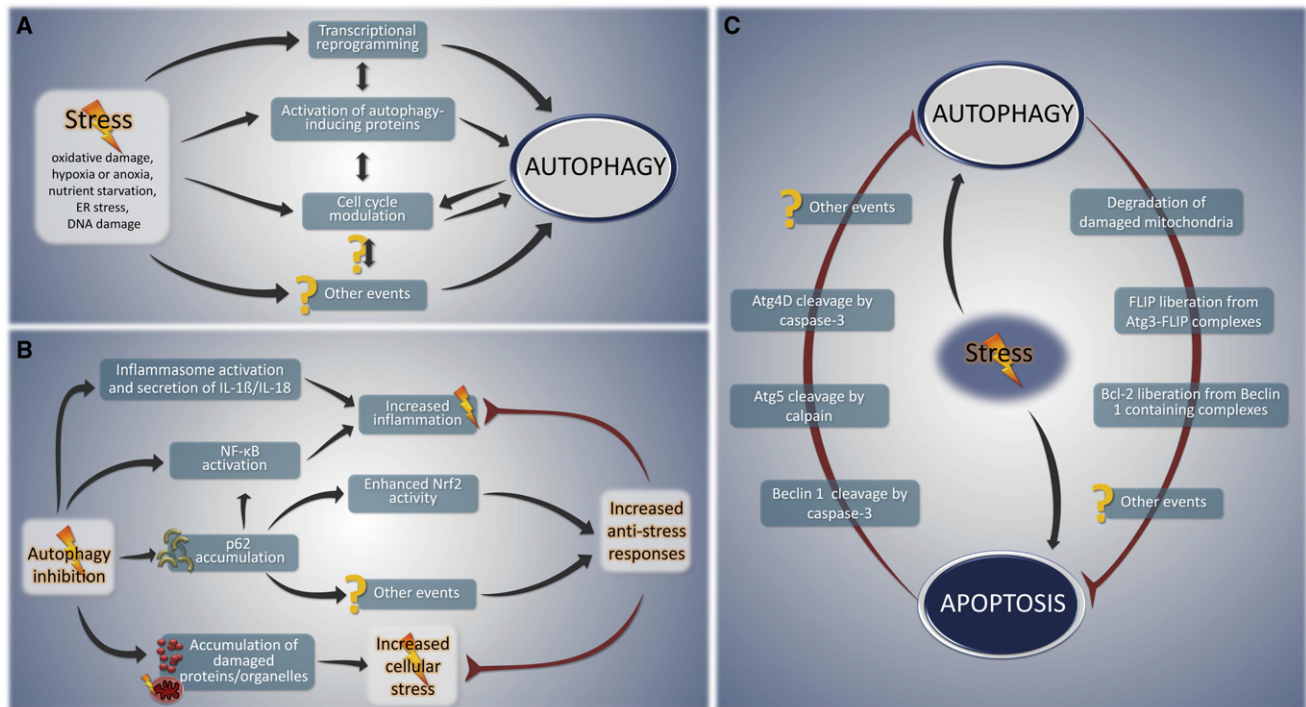 A
Transcriptional
reprogramming
Stress
oxidative damage,
hypoxia or anoxia,
nutrient starvation,
ER stress,
DNA damage
Activation of autophagy-
inducing proteins
AUTOPHAGY
Cell cycle
modulation
?
? Other events
B
Inflammasome activation
and secretion of IL-1ß/IL-18
Increased
inflammation
NF-κB
activation
Enhanced Nrf2
activity
Autophagy
inhibition
p62
accumulation
Increased
anti-stress
responses
? Other events
Accumulation of
damaged
proteins/organelles
Increased
cellular
stress
C
AUTOPHAGY
? Other events
Degradation of
damaged mitochondria
Atg4D cleavage by
caspase-3
FLIP liberation from
Atg3-FLIP complexes
Stress
Atg5 cleavage by
calpain
Bcl-2 liberation from Beclin
1 containing complexes
Beclin 1 cleavage by
caspase-3
? Other events
APOPTOSIS